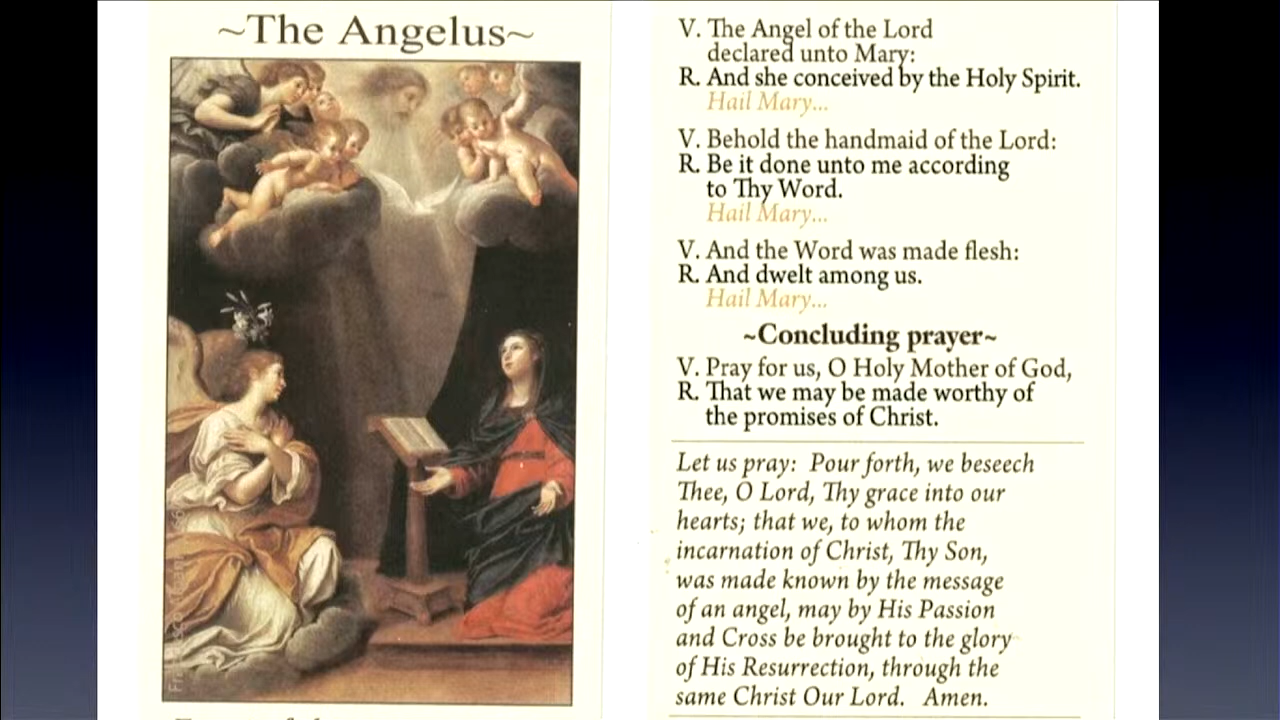 ~The Angelus~
V. The Angel of the Lord
declared unto Mary:
R. And she conceived by the Holy Spirit.
Hail Mary...
V. Behold the handmaid of the Lord:
R. Be it done unto me according
to Thy Word.
Hail Mary...
V. And the Word was made flesh:
R. And dwelt among us.
Hail Mary...
~Concluding prayer~
V. Pray for us, O Holy Mother of God,
R. That we may be made worthy of
the promises of Christ.
Let us pray: Pour forth, we beseech
Thee, O Lord, Thy grace into our
hearts; that we, to whom the
incarnation of Christ, Thy Son,
was made known by the message
of an angel, may by His Passion
and Cross be brought to the glory
of His Resurrection, through the
same Christ Our Lord. Amen.